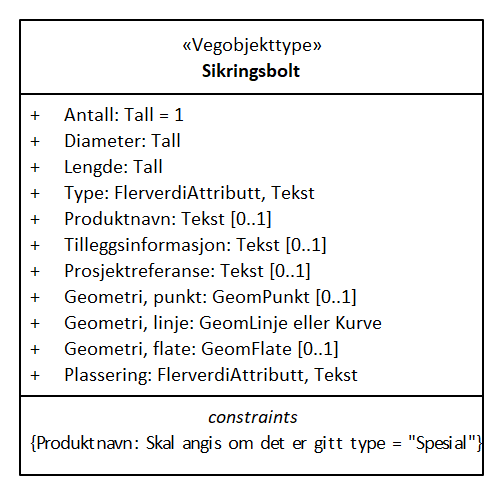 «Vegobjekttype»
Sikringsbolt
+ Antall: Tall = 1
+ Diameter: Tall
+ Lengde: Tall
+ Type: FlerverdiAttributt, Tekst
+ Produktnavn: Tekst [0..1]
+ Tilleggsinformasjon: Tekst [0..1]
+ Prosjektreferanse: Tekst [0..1]
+ Geometri, punkt: GeomPunkt [0..1]
+ Geometri, linje: GeomLinje eller Kurve
+ Geometri, flate: GeomFlate [0..1]
+ Plassering: FlerverdiAttributt, Tekst
constraints
{Produktnavn: Skal angis om det er gitt type = "Spesial"}